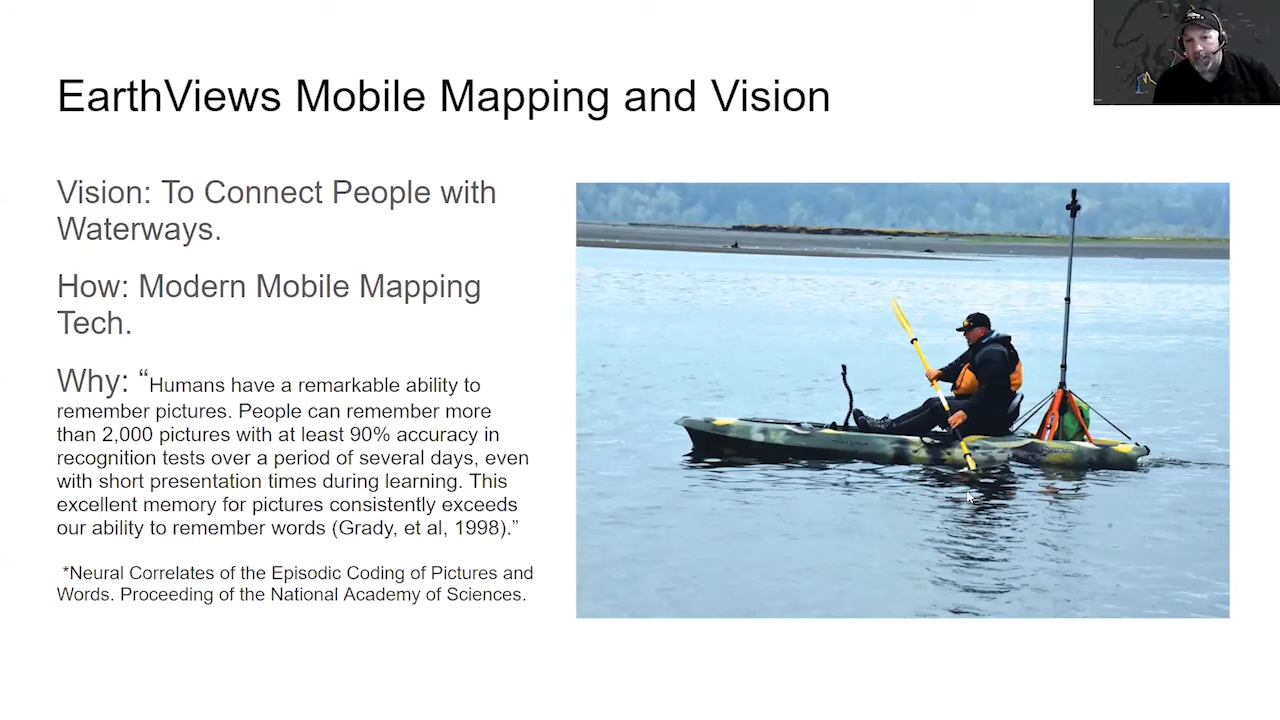 EarthViews Mobile Mapping and Vision
Vision: To Connect People with
Waterways.
How: Modern Mobile Mapping
Tech.
Why: “Humans have a remarkable ability to
remember pictures. People can remember more
than 2,000 pictures with at least 90% accuracy in
recognition tests over a period of several days, even
with short presentation times during learning. This
excellent memory for pictures consistently exceeds
our ability to remember words (Grady, et al, 1998).”
*Neural Correlates of the Episodic Coding of Pictures and
Words. Proceeding of the National Academy of Sciences.